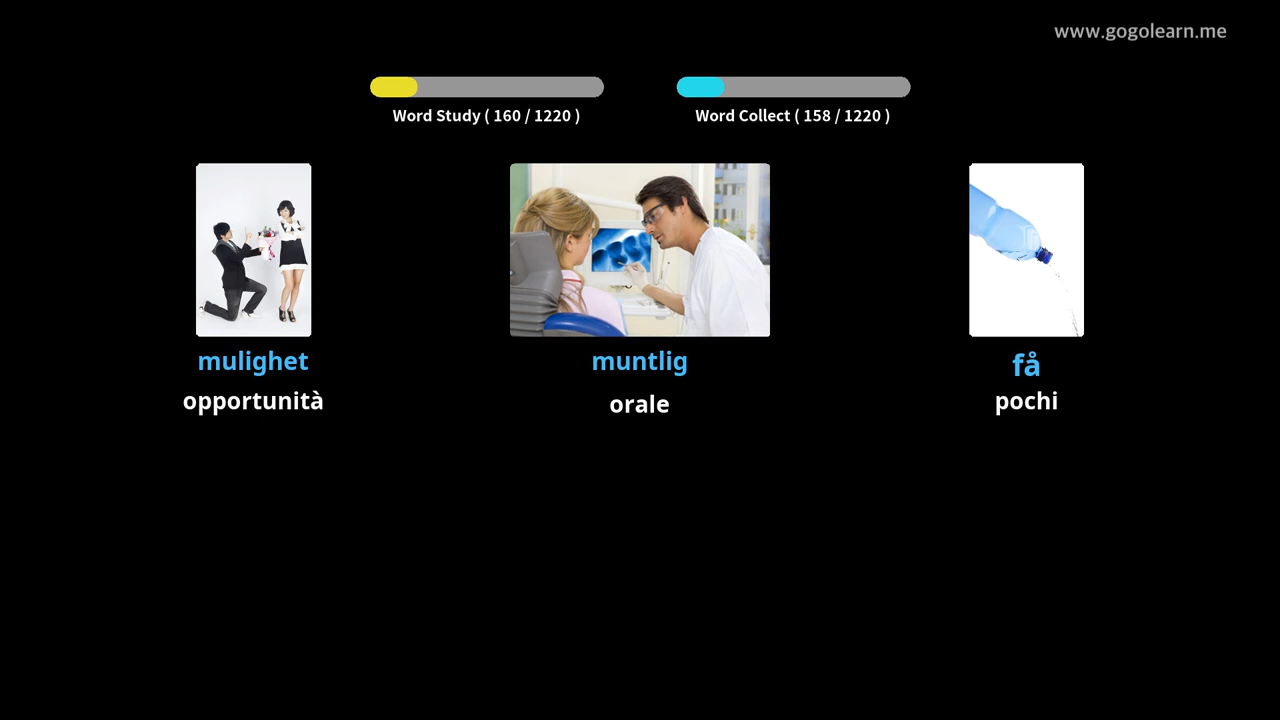 www.gogolearn.me
Word Study ( 160 / 1220 )
Word Collect ( 158 / 1220 )
mulighet
opportunità
muntlig
orale
få
pochi